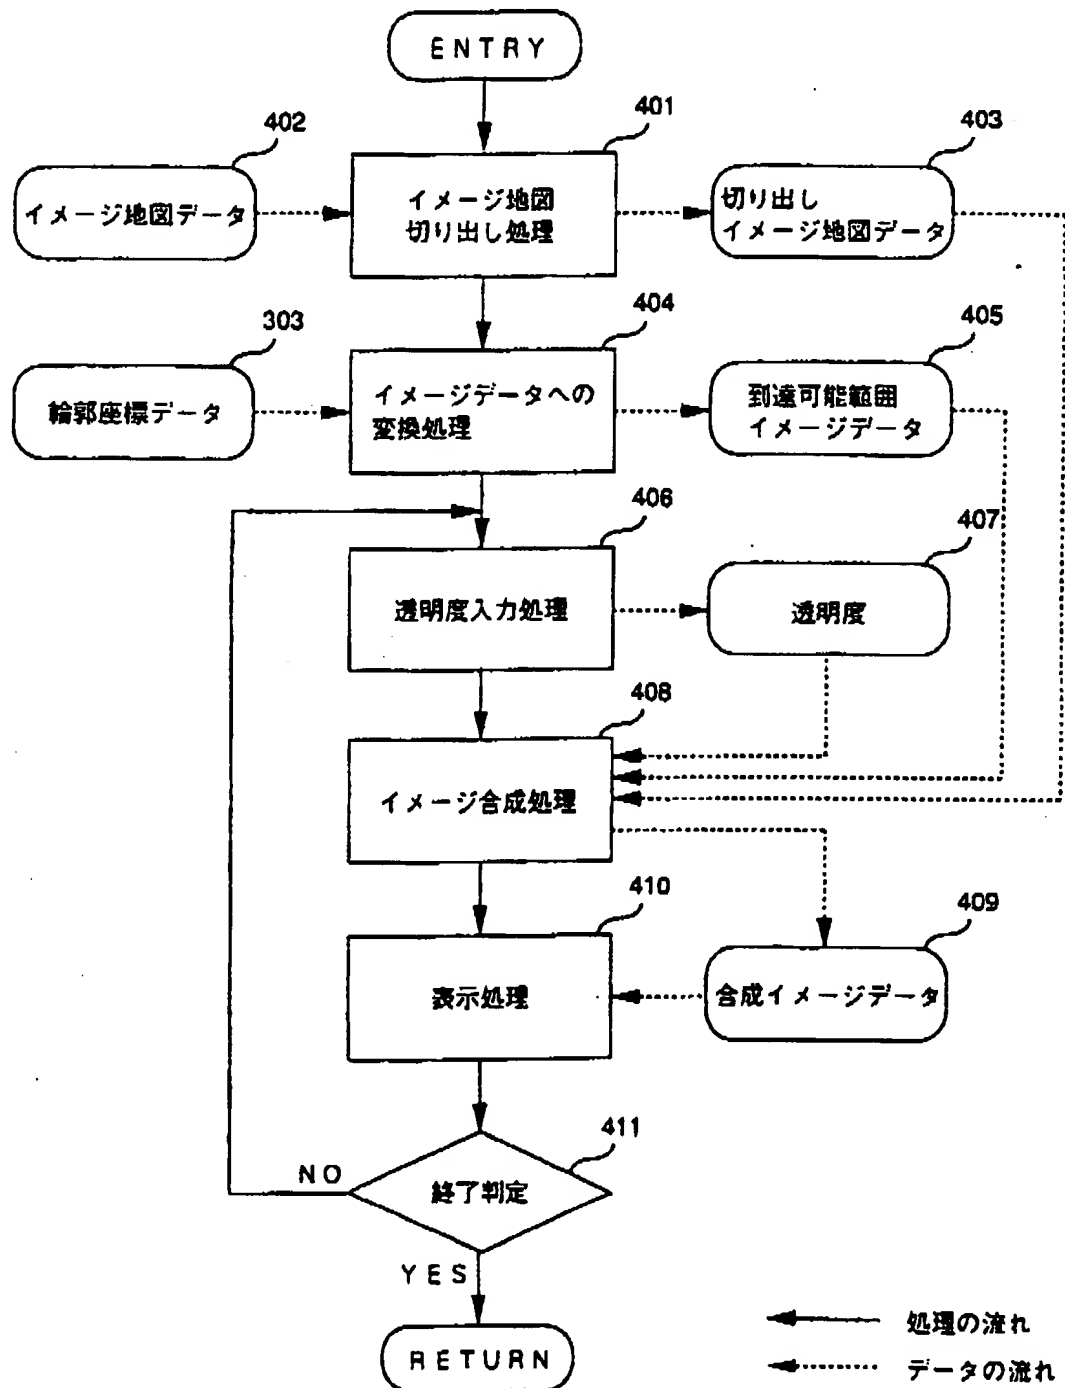 ENTRY
401
402
403
イメージ地図データ
イメージ地図
切り出し処理
切り出し
イメージ地図データ
404
405
303
輪郭座標データ
イメージデータへの
変換処理
到達可能範囲
イメージデータ
406
407
透明度入力処理
透明度
408
イメージ合成処理
410
409
表示処理
合成イメージデータ
411
NO
終了判定
YES
RETURN
処理の流れ
データの流れ